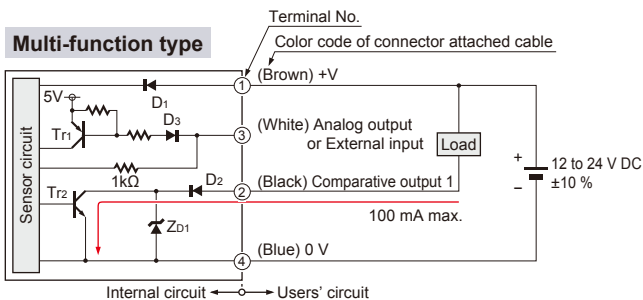 Terminal No.
Multi-function type
Color code of connector attached cable
① (Brown) +V
D1
5V
Tr1
D3
③ (White) Analog output
or External input
Load
1kΩ
Sensor circuit
Tr2
D2
② (Black) Comparative output 1
+
−
12 to 24 V DC
±10 %
100 mA max.
ZD1
④ (Blue) 0 V
Internal circuit
Users' circuit